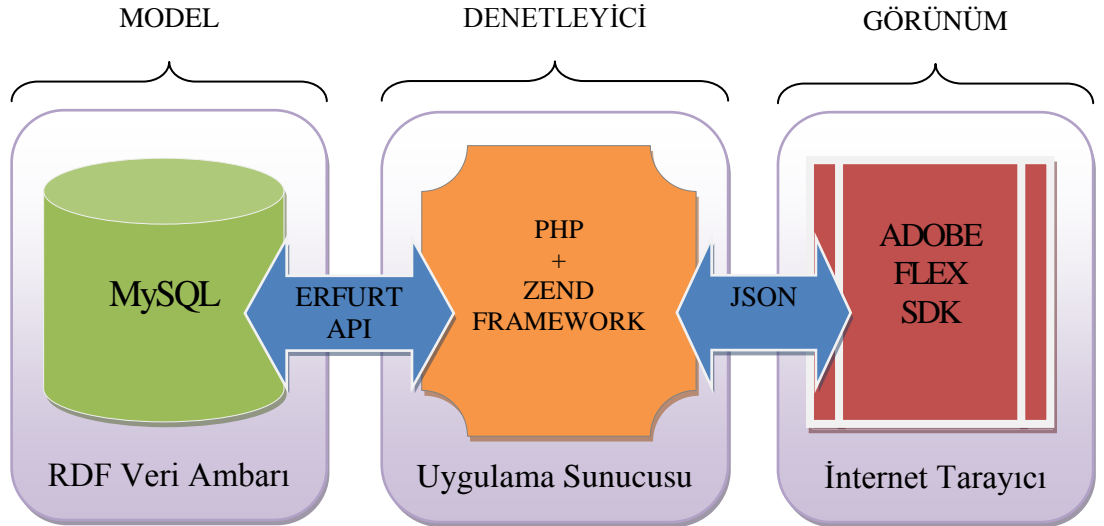 MODEL
DENETLEYİCİ
GÖRÜNÜM
MySQL
ERFURT
API
PHP
+
ZEND
FRAMEWORK
JSON
ADOBE
FLEX
SDK
RDF Veri Ambarı
Uygulama Sunucusu
İnternet Tarayıcı